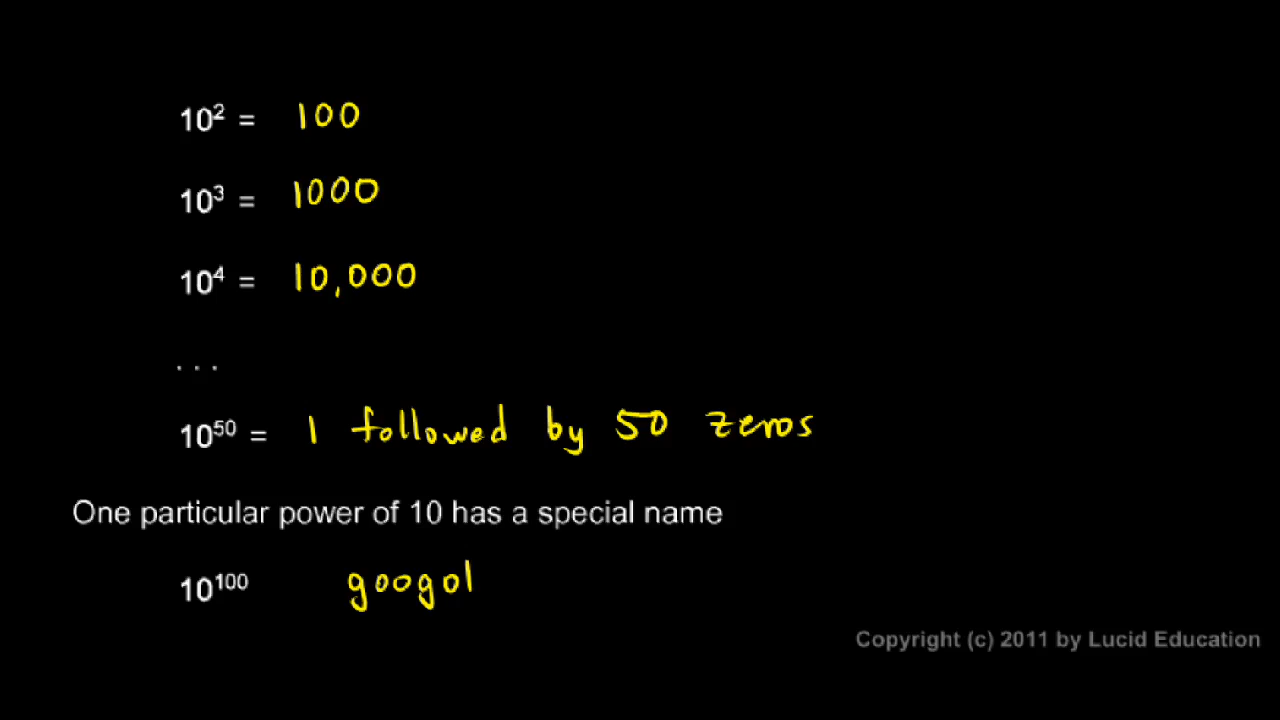 10² = 100
10³ = 1000
10⁴ = 10,000
...
10⁵⁰ = 1 followed by 50 zeros
One particular power of 10 has a special name
10¹⁰⁰ googol
Copyright (c) 2011 by Lucid Education